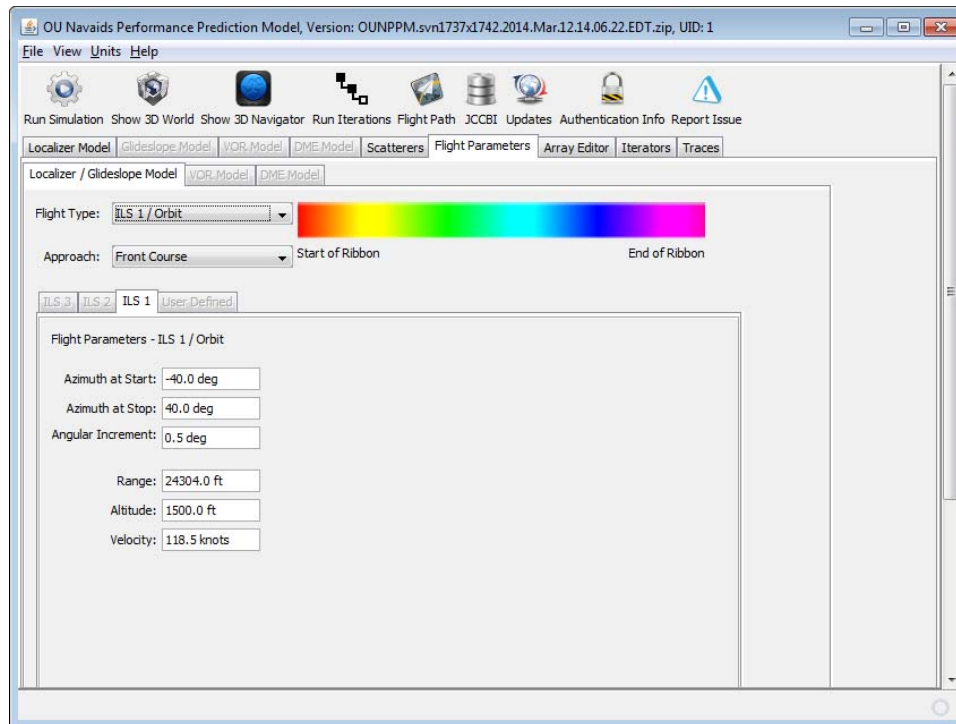 OU Navaids Performance Prediction Model, Version: OUNPPM.svn1737x1742.2014.Mar.12.14.06.22.EDT.zip, UID: 1
File View Units Help
Run Simulation Show 3D World Show 3D Navigator Run Iterations Flight Path JCCBI Updates Authentication Info Report Issue
Localizer Model Glideslope Model VOR Model DME Model Scatterers Flight Parameters Array Editor Iterators Traces
Localizer / Glideslope Model VOR Model DME Model
Flight Type: ILS 1 / Orbit
Approach: Front Course Start of Ribbon End of Ribbon
ILS 3 ILS 2 ILS 1 User Defined
Flight Parameters - ILS 1 / Orbit
Azimuth at Start: -40.0 deg
Azimuth at Stop: 40.0 deg
Angular Increment: 0.5 deg
Range: 24304.0 ft
Altitude: 1500.0 ft
Velocity: 118.5 knots